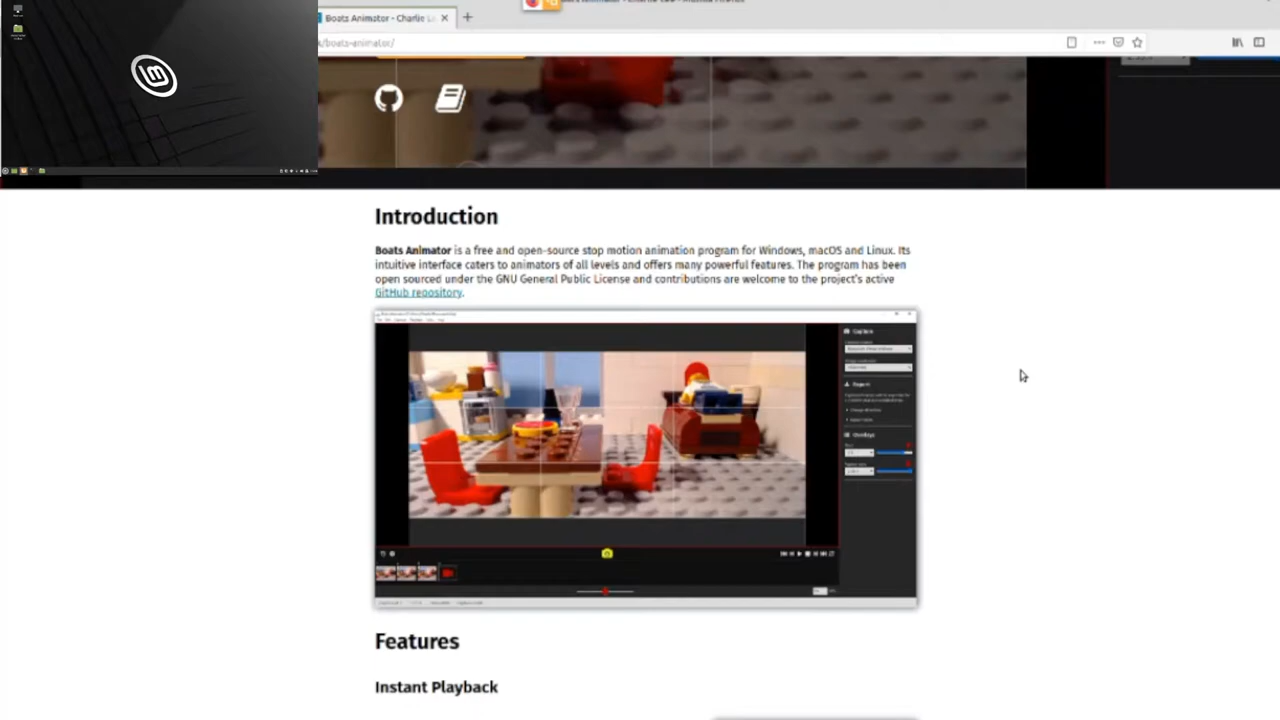 Boats Animator - Charlie L
/boats-animator/
Introduction
Boats Animator is a free and open-source stop motion animation program for Windows, macOS and Linux. Its
intuitive interface caters to animators of all levels and offers many powerful features. The program has been
open sourced under the GNU General Public License and contributions are welcome to the project's active
GitHub repository.
Capture
Export
Overlays
Features
Instant Playback